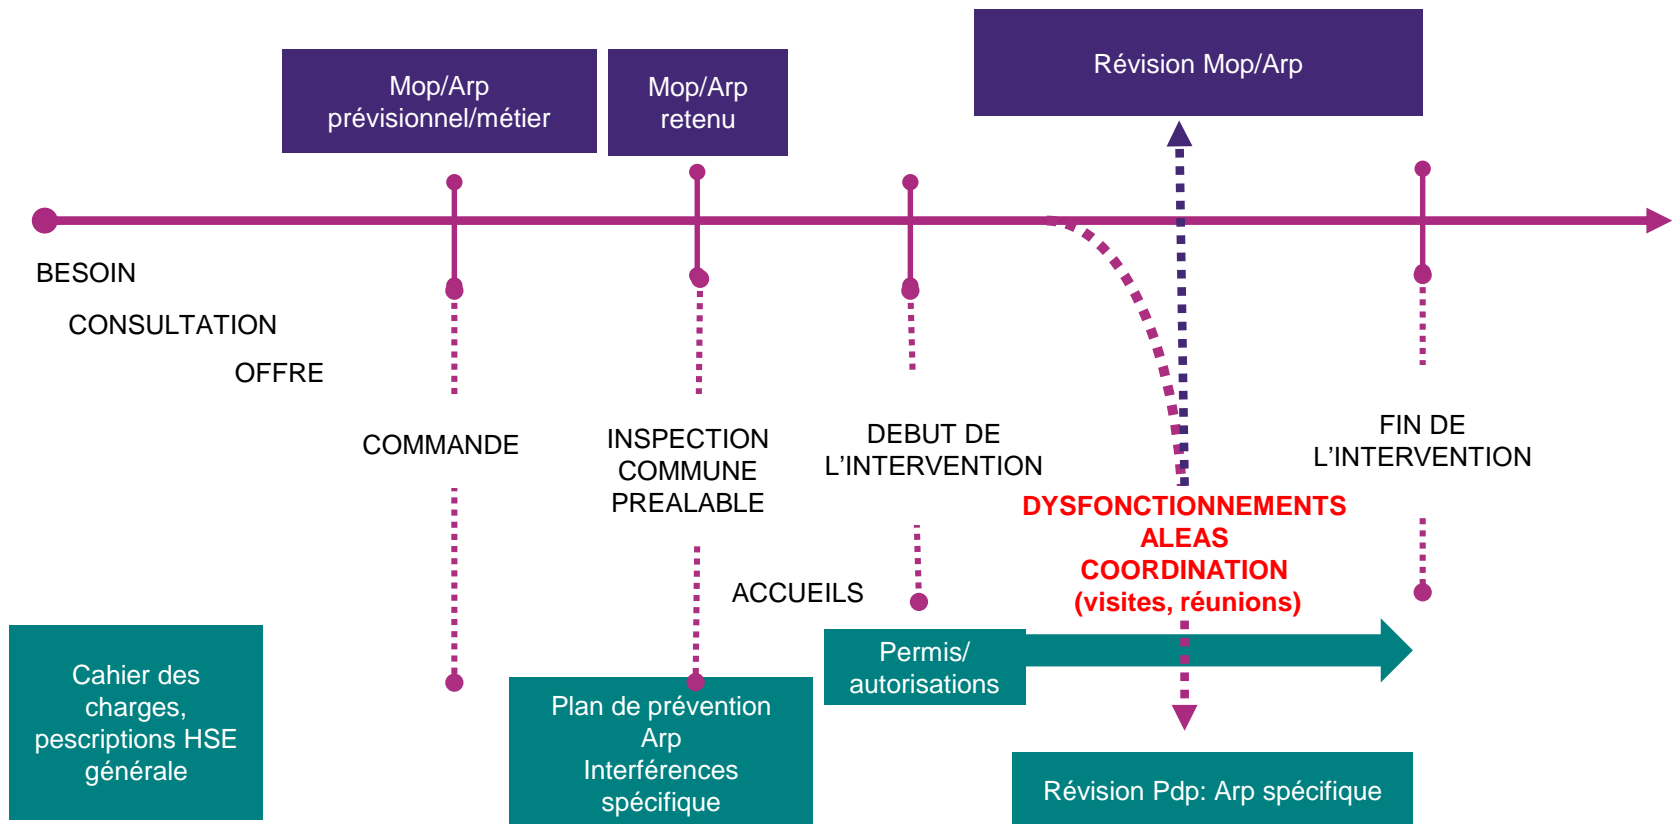 Mop/Arp
prévisionnel/métier
Mop/Arp
retenu
Révision Mop/Arp
BESOIN
CONSULTATION
OFFRE
COMMANDE
INSPECTION
COMMUNE
PREALABLE
DEBUT DE
L’INTERVENTION
FIN DE
L’INTERVENTION
DYSFONCTIONNEMENTS
ALEAS
COORDINATION
(visites, réunions)
ACCUEILS
Cahier des
charges,
pescriptions HSE
générale
Plan de prévention
Arp
Interférences
spécifique
Permis/
autorisations
Révision Pdp: Arp spécifique